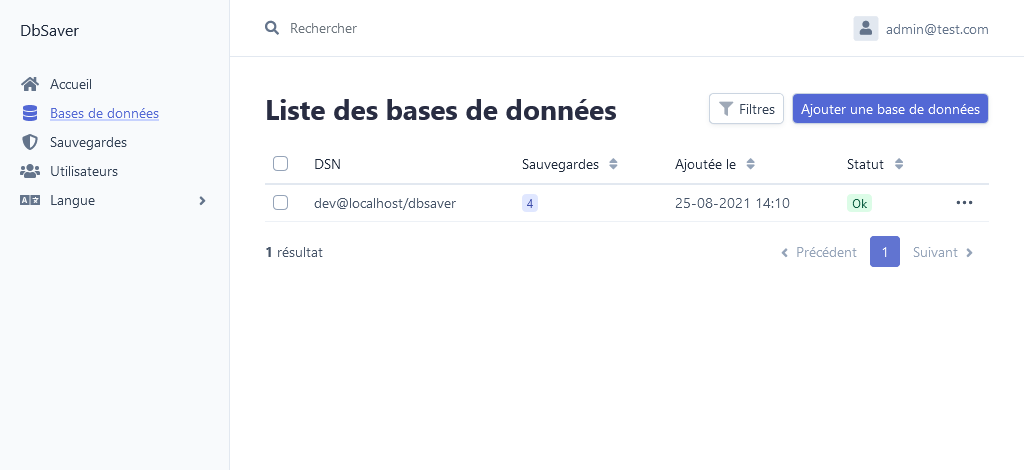 DbSaver
Rechercher
admin@test.com
Accueil
Bases de données
Sauvegardes
Utilisateurs
Langue
Liste des bases de données
Filtres
Ajouter une base de données
DSN Sauvegardes Ajoutée le Statut
dev@localhost/dbsaver 4 25-08-2021 14:10 Ok
1 résultat
Précédent 1 Suivant